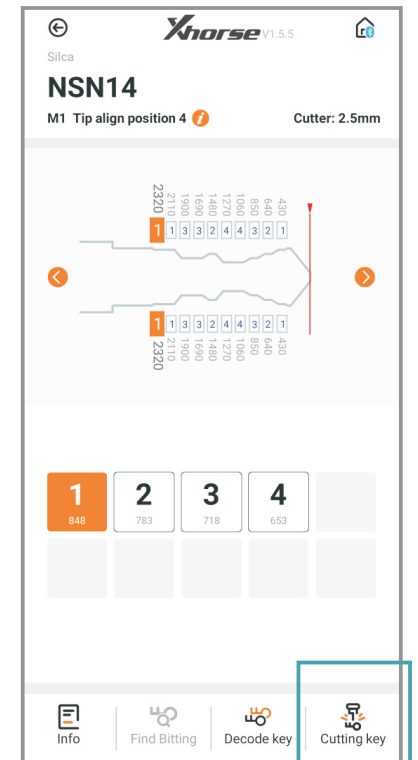 Xhorse V1.5.5
Silca
NSN14
M1 Tip align position 4 i Cutter: 2.5mm
2320 2110 1900 1690 1480 1270 1060 850 640 430
1 1 3 3 2 4 4 3 2 1
1 1 3 3 2 4 4 3 2 1
2320 2110 1900 1690 1480 1270 1060 850 640 430
1 2 3 4
848 783 718 653
Info Find Bitting Decode key Cutting key